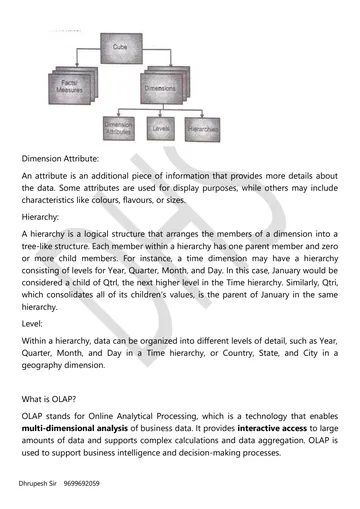 Cube
Facts/
Measures
Dimensions
Dimension
Attributes
Levels
Hierarchies
Dimension Attribute:
An attribute is an additional piece of information that provides more details about
the data. Some attributes are used for display purposes, while others may include
characteristics like colours, flavours, or sizes.
Hierarchy:
A hierarchy is a logical structure that arranges the members of a dimension into a
tree-like structure. Each member within a hierarchy has one parent member and zero
or more child members. For instance, a time dimension may have a hierarchy
consisting of levels for Year, Quarter, Month, and Day. In this case, January would be
considered a child of Qtrl, the next higher level in the Time hierarchy. Similarly, Qtri,
which consolidates all of its children's values, is the parent of January in the same
hierarchy.
Level:
Within a hierarchy, data can be organized into different levels of detail, such as Year,
Quarter, Month, and Day in a Time hierarchy, or Country, State, and City in a
geography dimension.
What is OLAP?
OLAP stands for Online Analytical Processing, which is a technology that enables
multi-dimensional analysis of business data. It provides interactive access to large
amounts of data and supports complex calculations and data aggregation. OLAP is
used to support business intelligence and decision-making processes.
Dhrupesh Sir 9699692059